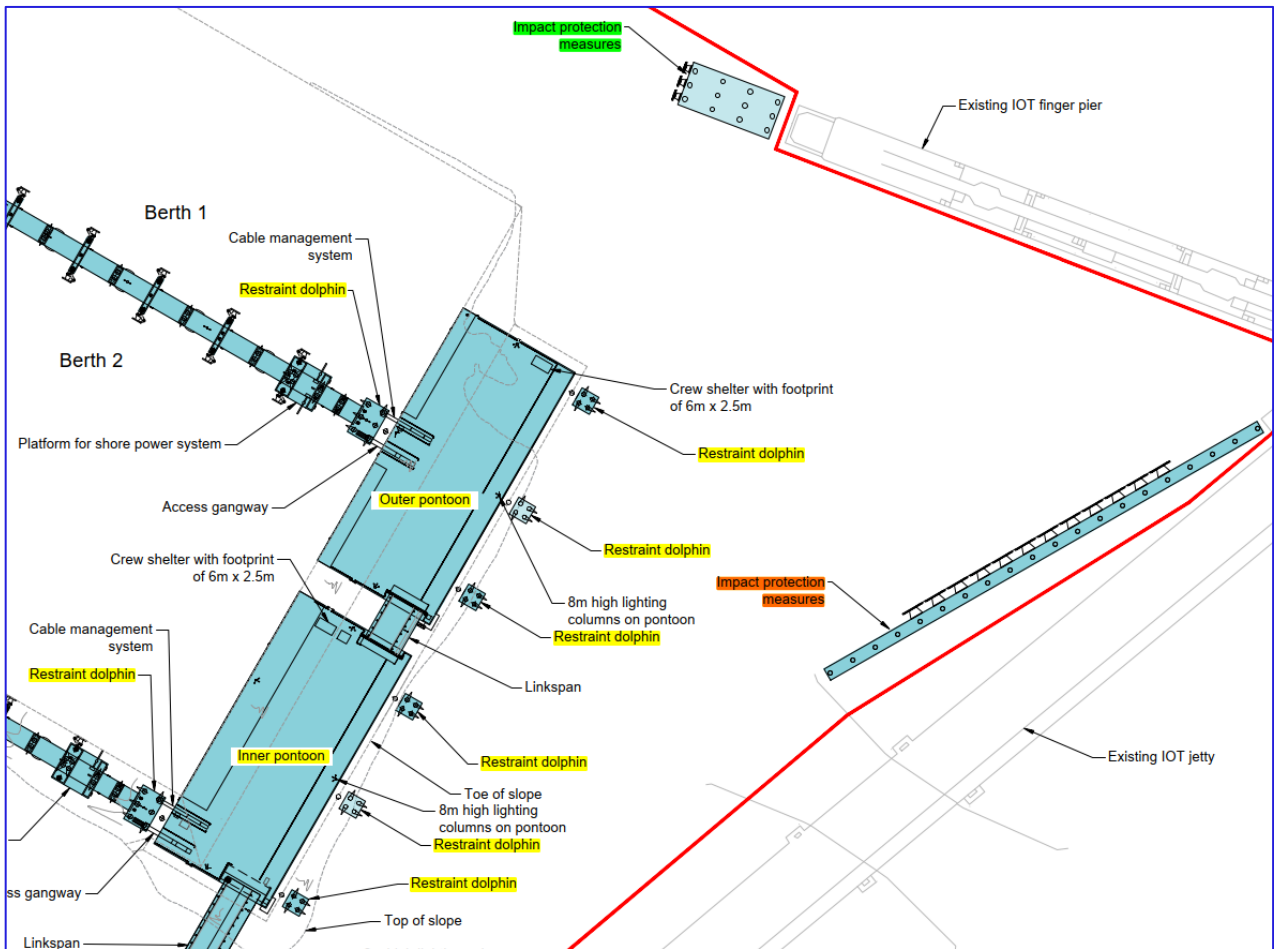 Impact protection
measures
Existing IOT finger pier
Berth 1
Cable management
system
Restraint dolphin
Berth 2
Crew shelter with footprint
of 6m x 2.5m
Platform for shore power system
Restraint dolphin
Outer pontoon
Access gangway
Restraint dolphin
Crew shelter with footprint
of 6m x 2.5m
Impact protection
measures
8m high lighting
columns on pontoon
Restraint dolphin
Cable management
system
Restraint dolphin
Linkspan
Inner pontoon
Restraint dolphin
Existing IOT jetty
Toe of slope
8m high lighting
columns on pontoon
Restraint dolphin
Restraint dolphin
ss gangway
Top of slope
Linkspan